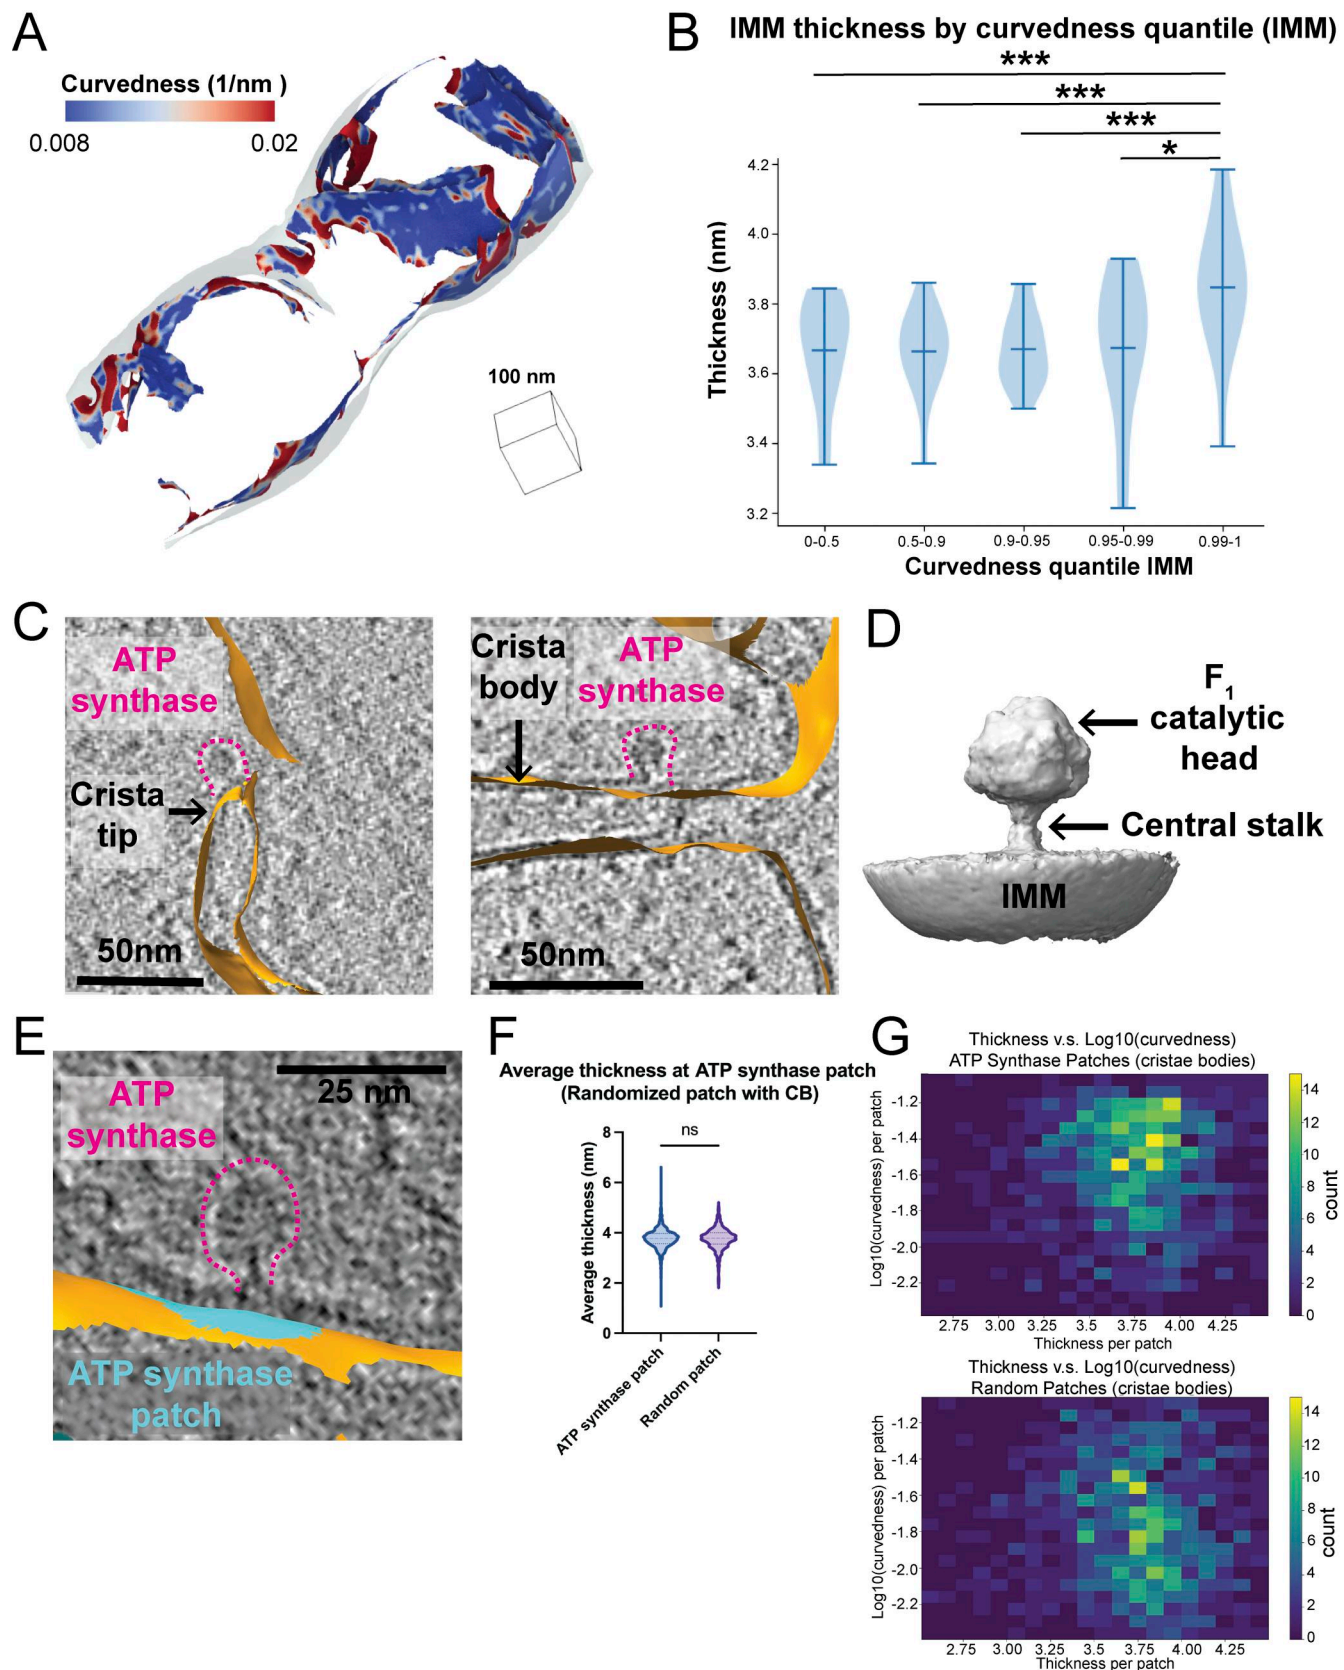 A
Curvedness (1/nm )
0.008
0.02
100 nm
B
IMM thickness by curvedness quantile (IMM)
***
***
***
*
Thickness (nm)
4.2
4.0
3.8
3.6
3.4
3.2
0-0.5
0.5-0.9
0.9-0.95
0.95-0.99
0.99-1
Curvedness quantile IMM
C
ATP
synthase
Crista
tip
50nm
Crista
body
ATP
synthase
50nm
D
F1
catalytic
head
Central stalk
IMM
E
ATP
synthase
25 nm
ATP synthase
patch
F
Average thickness at ATP synthase patch
(Randomized patch with CB)
ns
Average thickness (nm)
8
6
4
2
0
ATP synthase patch
Random patch
G
Thickness v.s. Log10(curvedness)
ATP Synthase Patches (cristae bodies)
Log10(curvedness) per patch
-1.2
-1.4
-1.6
-1.8
-2.0
-2.2
2.75
3.00
3.25
3.5
3.75
4.00
4.25
Thickness per patch
14
12
10
8
6
4
2
0
count
Thickness v.s. Log10(curvedness)
Random Patches (cristae bodies)
Log10(curvedness) per patch
-1.2
-1.4
-1.6
-1.8
-2.0
-2.2
2.75
3.00
3.25
3.5
3.75
4.00
4.25
Thickness per patch
14
12
10
8
6
4
2
0
count